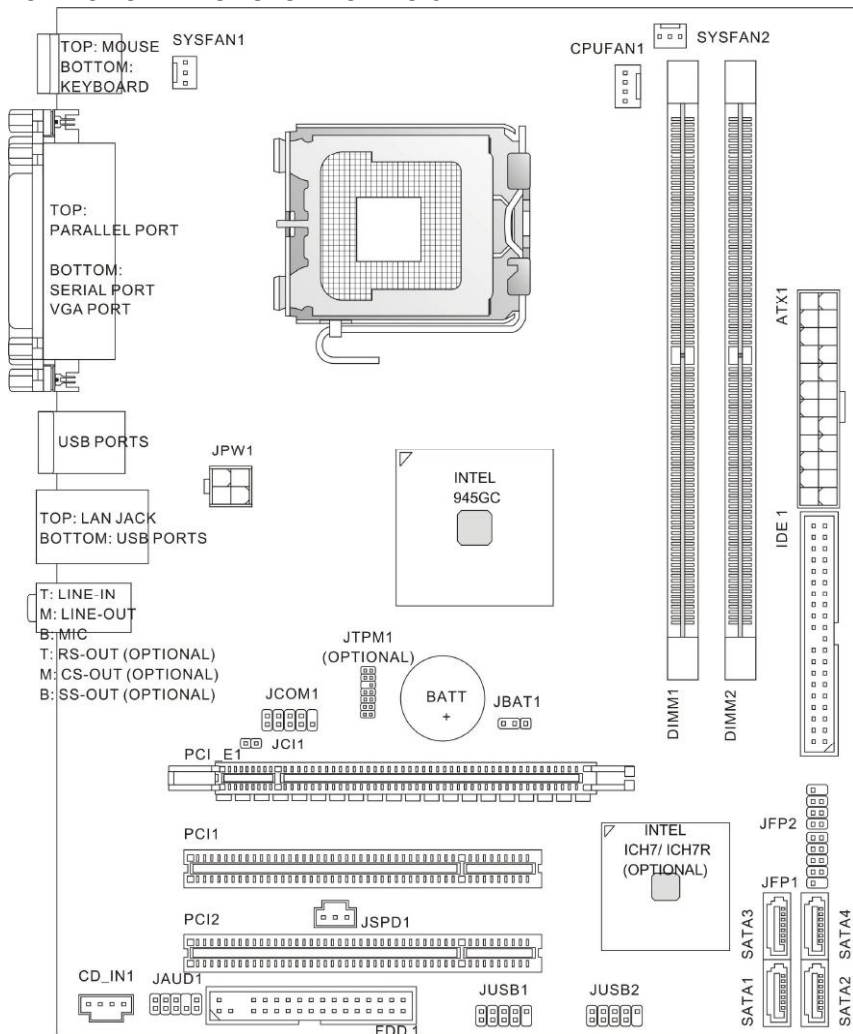 TOP: MOUSE
BOTTOM:
KEYBOARD
SYSFAN1
CPUFAN1
SYSFAN2
TOP:
PARALLEL PORT
BOTTOM:
SERIAL PORT
VGA PORT
ATX1
USB PORTS
JPW1
INTEL
945GC
TOP: LAN JACK
BOTTOM: USB PORTS
IDE 1
T: LINE-IN
M: LINE-OUT
B: MIC
T: RS-OUT (OPTIONAL)
M: CS-OUT (OPTIONAL)
B: SS-OUT (OPTIONAL)
JTPM1
(OPTIONAL)
BATT
+
JCOM1
JBAT1
DIMM1
DIMM2
JCI1
PCI_E1
PCI1
INTEL
ICH7/ ICH7R
(OPTIONAL)
JFP2
JFP1
PCI2
JSPD1
SATA3
SATA4
CD_IN1
JAUD1
JUSB1
JUSB2
SATA1
SATA2
FDD 1